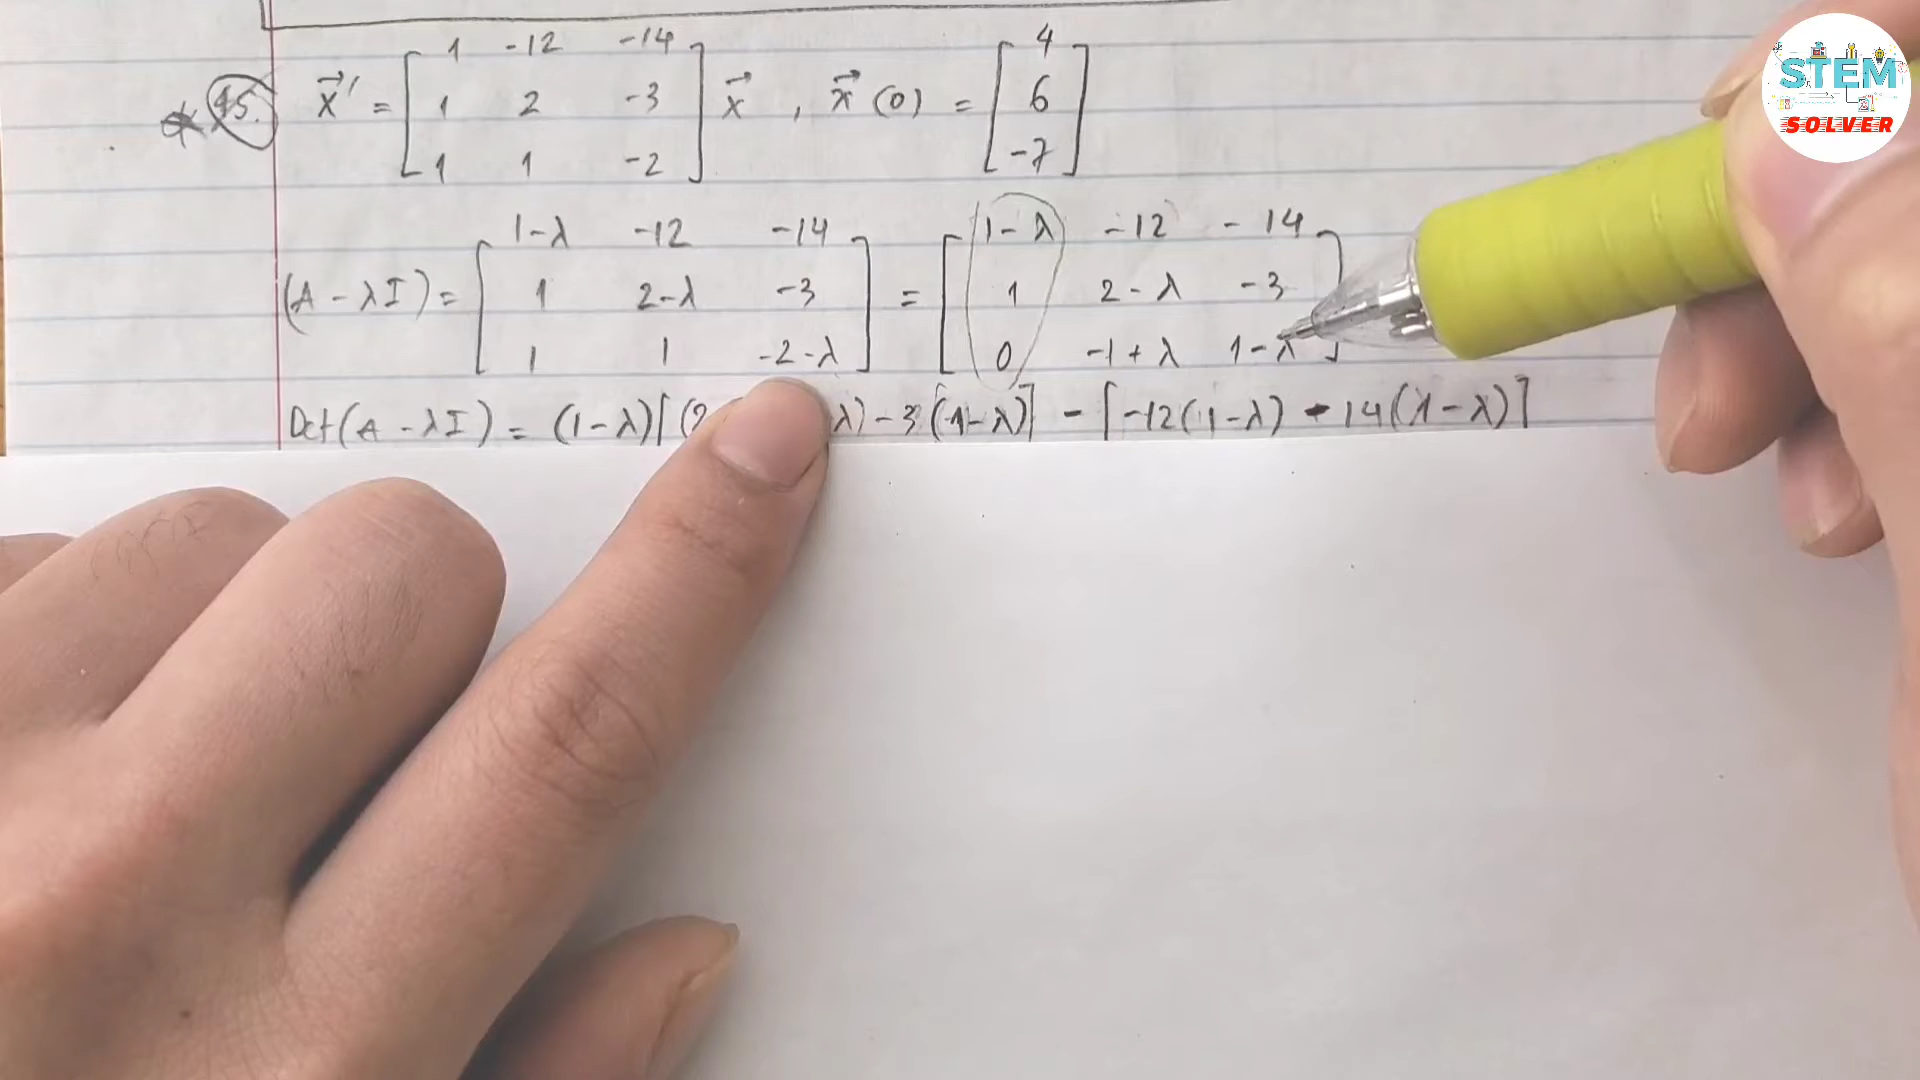 1 -12 -14 4
* 45. x⃗' = [ 1 2 -3 ] x⃗ , x⃗(0) = [ 6 ]
1 1 -2 -7
1-λ -12 -14 1-λ -12 -14
(A - λI) = [ 1 2-λ -3 ] = [ 1 2-λ -3
1 1 -2-λ 0 -1+λ 1-λ ]
Det(A - λI) = (1-λ)[(2 λ) - 3(1-λ)] - [-12(1-λ) - 14(1-λ)]
STEM
SOLVER